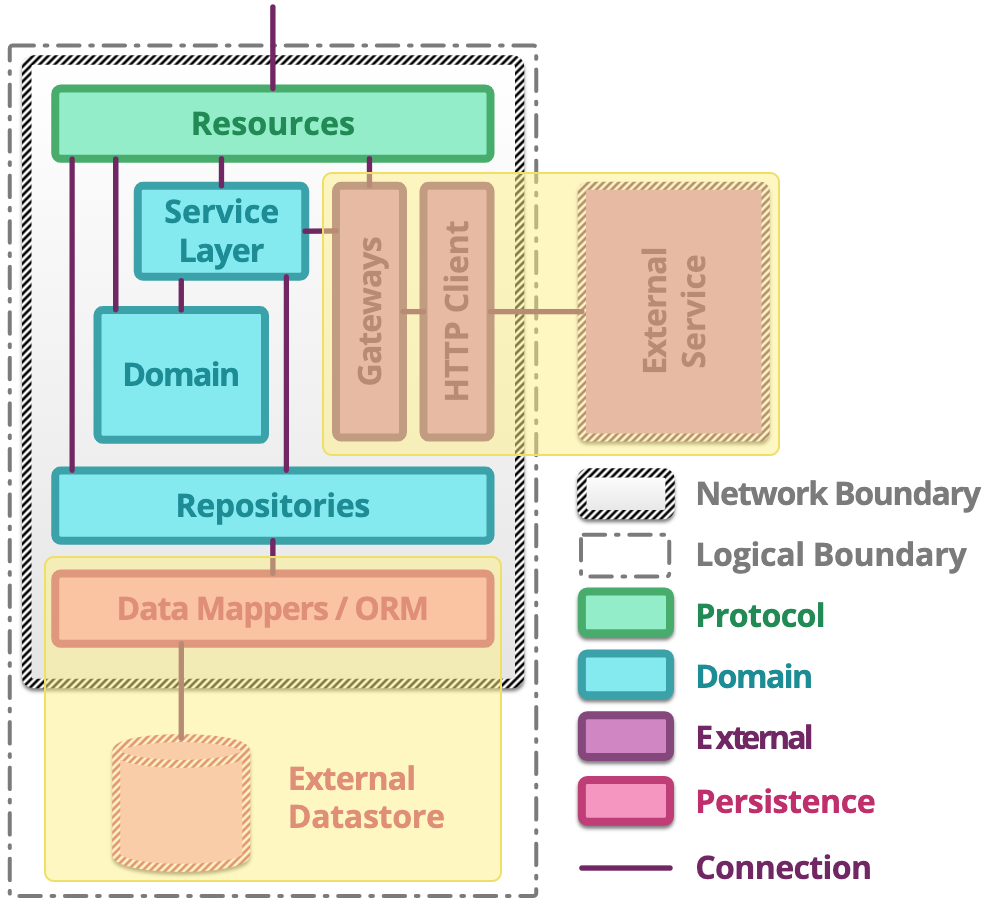 Resources
Service
Layer
Gateways
HTTP Client
External
Service
Domain
Repositories
Data Mappers / ORM
External
Datastore
Network Boundary
Logical Boundary
Protocol
Domain
External
Persistence
Connection